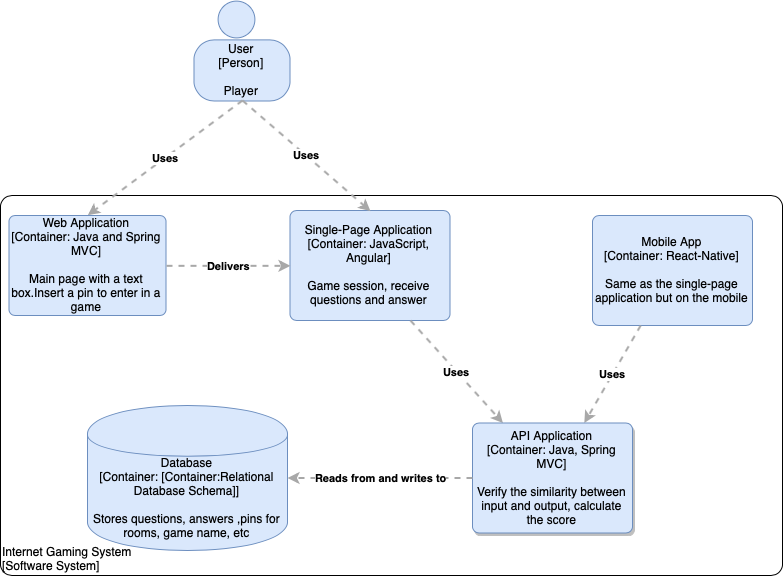 User
[Person]
Player
Uses
Uses
Web Application
[Container: Java and Spring
MVC]
Main page with a text
box.Insert a pin to enter in a
game
Delivers
Single-Page Application
[Container: JavaScript,
Angular]
Game session, receive
questions and answer
Mobile App
[Container: React-Native]
Same as the single-page
application but on the mobile
Uses
Uses
Database
[Container: [Container:Relational
Database Schema]]
Stores questions, answers ,pins for
rooms, game name, etc
Reads from and writes to
API Application
[Container: Java, Spring
MVC]
Verify the similarity between
input and output, calculate
the score
Internet Gaming System
[Software System]